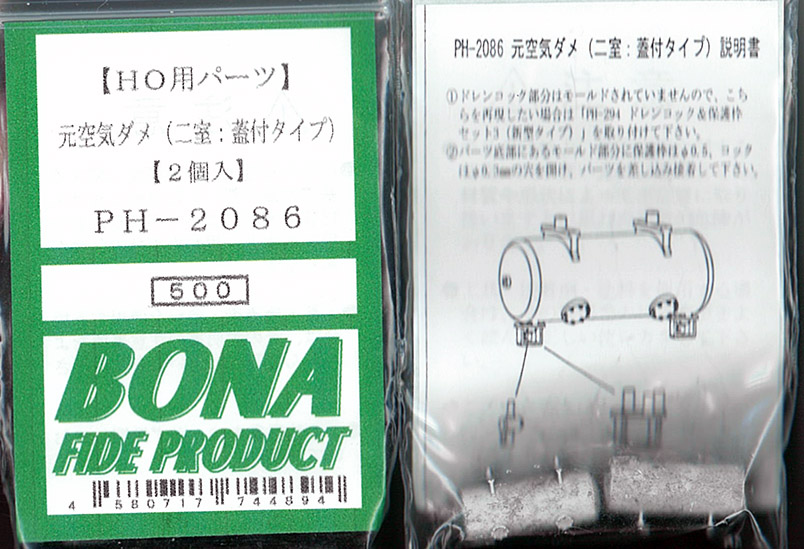 【HO用パーツ】
元空気ダメ（二室：蓋付タイプ）
【2個入】
PH-2086
500
BONA
FIDE PRODUCT
4 580717 744894
PH-2086 元空気ダメ（二室：蓋付タイプ）説明書
①ドレンコック部分はモールドされていませんので、こち
らを再現したい場合は「PH-204 ドレンコック&保護枠
セット3（新型タイプ）」を取り付けて下さい。
②パーツ底部にあるモールド部分に保護枠はφ0.5、コック
はφ0.3mmの穴を開け、パーツを差し込み接着して下さい。